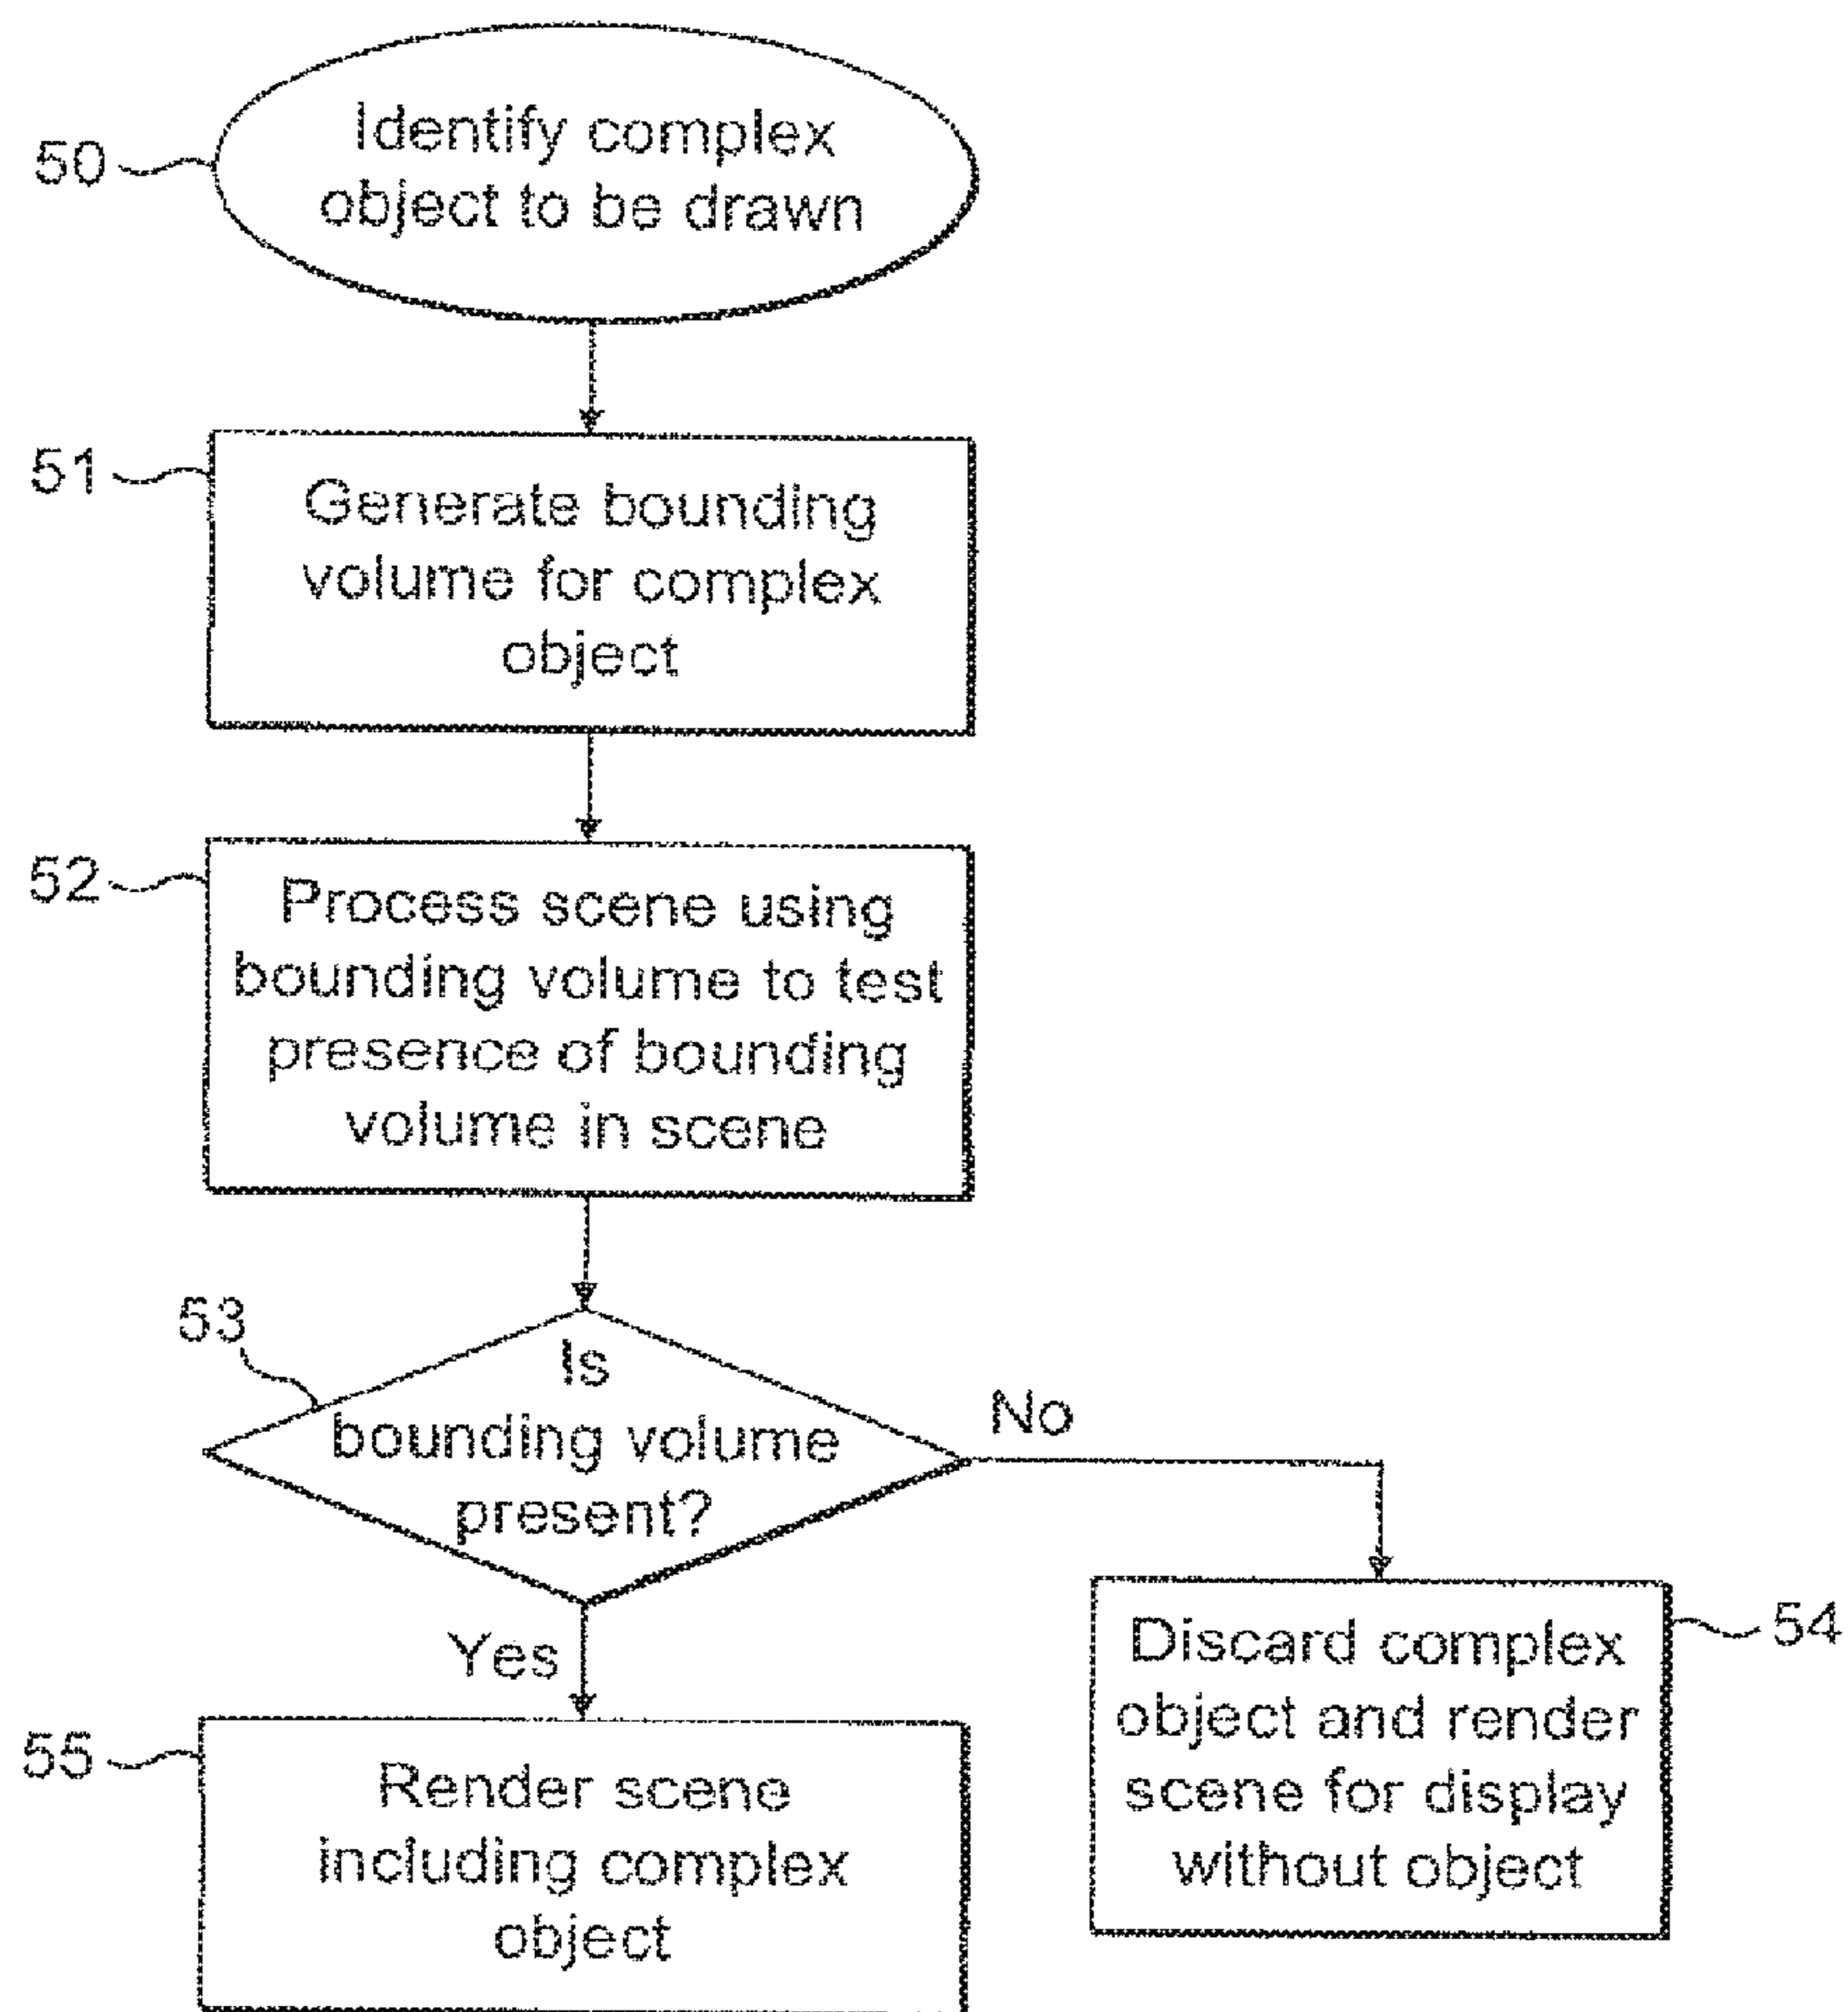 50
Identify complex
object to be drawn
51
Generate bounding
volume for complex
object
52
Process scene using
bounding volume to test
presence of bounding
volume in scene
53
Is
bounding volume
present?
No
Yes
54
Discard complex
object and render
scene for display
without object
55
Render scene
including complex
object